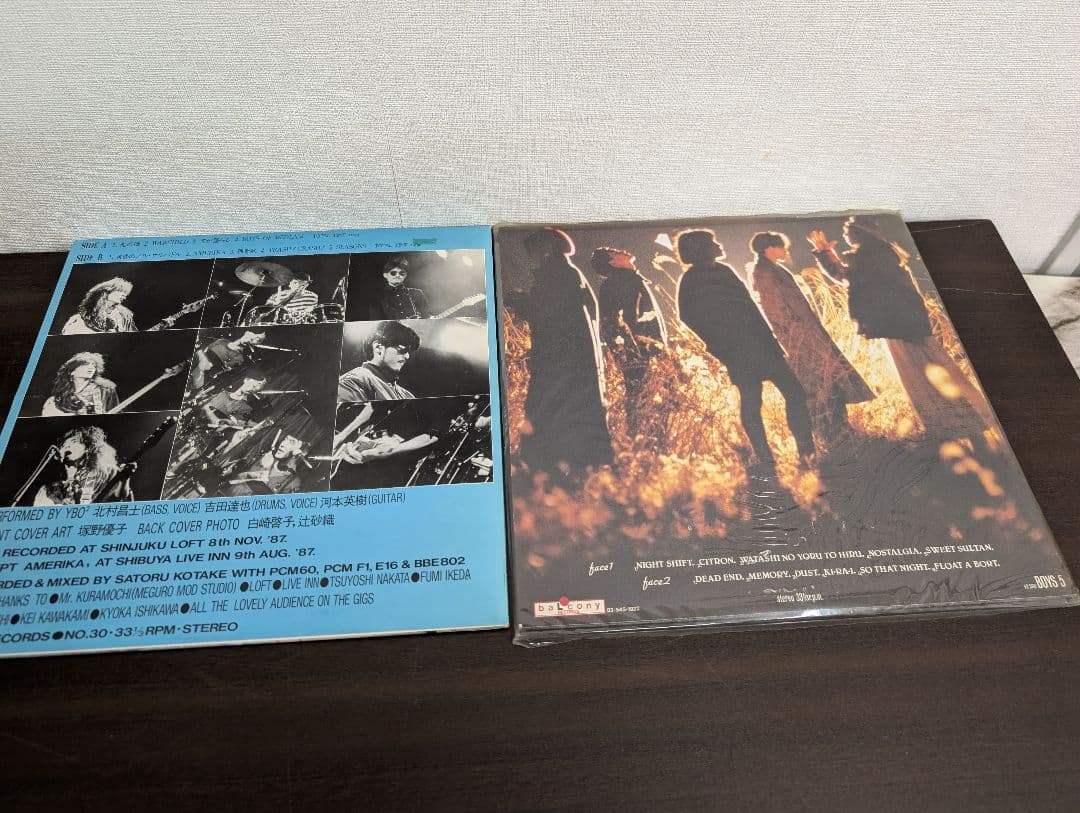 SIDE A
SIDE B
RFORMED BY YBO² 北村昌士(BASS, VOICE) 吉田達也(DRUMS, VOICE) 河本英樹(GUITAR)
NT COVER ART 塚野優子 BACK COVER PHOTO 白崎啓子,辻砂織
RECORDED AT SHINJUKU LOFT 8th NOV. '87.
PT AMERIKA, AT SHIBUYA LIVE INN 9th AUG. '87.
RDED & MIXED BY SATORU KOTAKE WITH PCM60, PCM F1, E16 & BBE802
HANKS TO●Mr. KURAMOCHI(MEGURO MOD STUDIO)●LOFT●LIVE INN●TSUYOSHI NAKATA●FUMI IKEDA
HI●KEI KAWAKAMI●KYOKA ISHIKAWA●ALL THE LOVELY AUDIENCE ON THE GIGS
ECORDS●NO.30・33⅓RPM・STEREO
face1 NIGHT SHIFT. CITRON. WATASHI NO YORU TO HIRU. NOSTALGIA. SWEET SULTAN.
face2 DEAD END. MEMORY. DUST. KI-RA-I. SO THAT NIGHT. FLOAT A BORT.
stereo 33⅓r.p.m.
balcony
RECORDS
BOYS 5